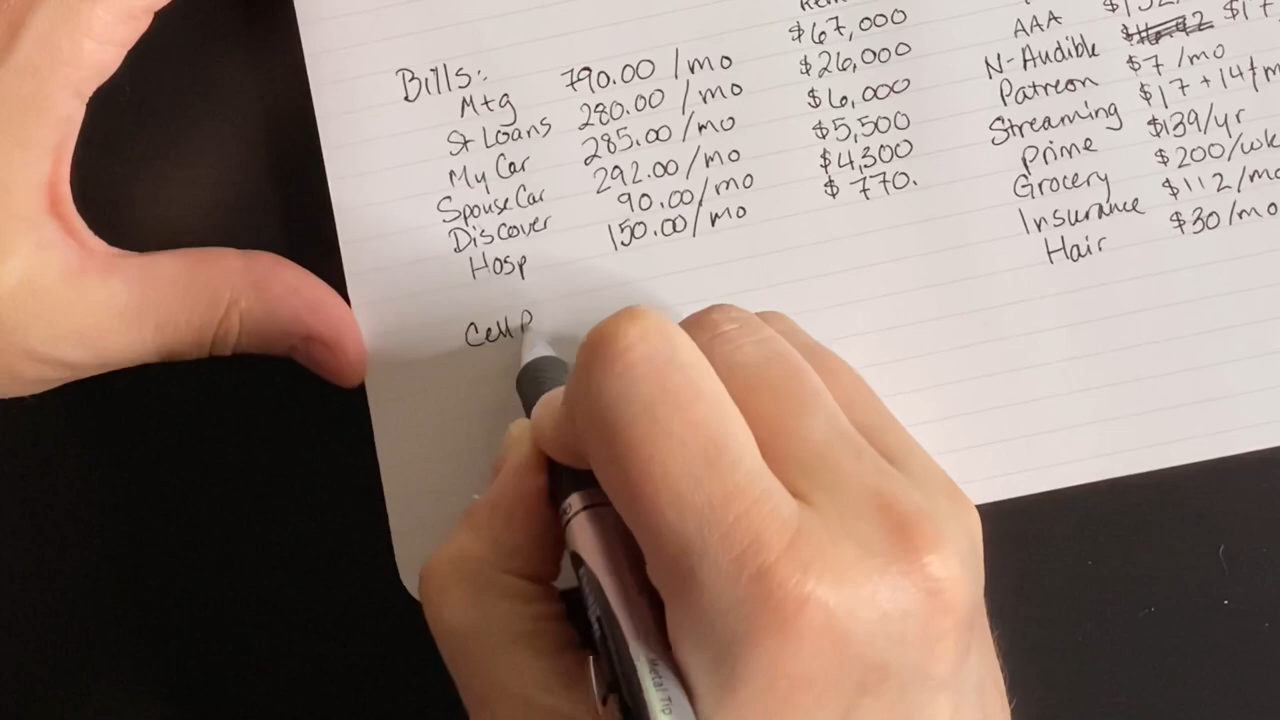 Bills:
Mtg 790.00 /mo $67,000
St Loans 280.00 /mo $26,000
My Car 285.00/mo $6,000
Spouse Car 292.00/mo $5,500
Discover 90.00/mo $4,300
Hosp 150.00/mo $770.
Cell P
AAA
N-Audible $17
Patreon $7/mo
Streaming $17+14/m
Prime $139/yr
Grocery $200/wk
Insurance $112/mo
Hair $30/mo
Metal Tip